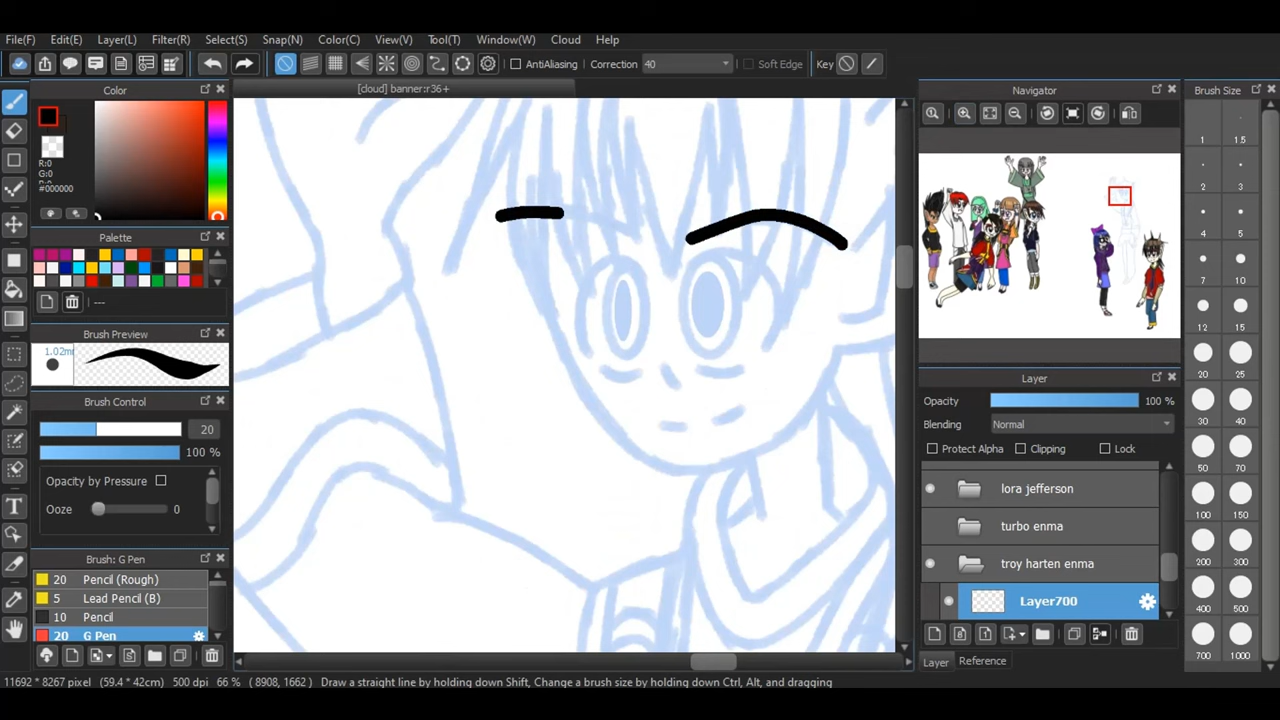 File(F) Edit(E) Layer(L) Filter(R) Select(S) Snap(N) Color(C) View(V) Tool(T) Window(W) Cloud Help
AntiAliasing Correction 40 Soft Edge Key
Color
[cloud] banner:r36+
Navigator
Brush Size
R:0
G:0
B:0
#000000
1 1.5
2 3
4 5
7 10
12 15
20 25
30 40
50 70
100 150
200 300
400 500
700 1000
Palette
---
Brush Preview
1.02m
Brush Control
20
100 %
Opacity by Pressure
Ooze 0
Brush: G Pen
20 Pencil (Rough)
5 Lead Pencil (B)
10 Pencil
20 G Pen
Layer
Opacity 100 %
Blending Normal
Protect Alpha Clipping Lock
lora jefferson
turbo enma
troy harten enma
Layer700
Layer Reference
11692 * 8267 pixel (59.4 * 42cm) 500 dpi 66 % ( 8908, 1662 ) Draw a straight line by holding down Shift, Change a brush size by holding down Ctrl, Alt, and dragging